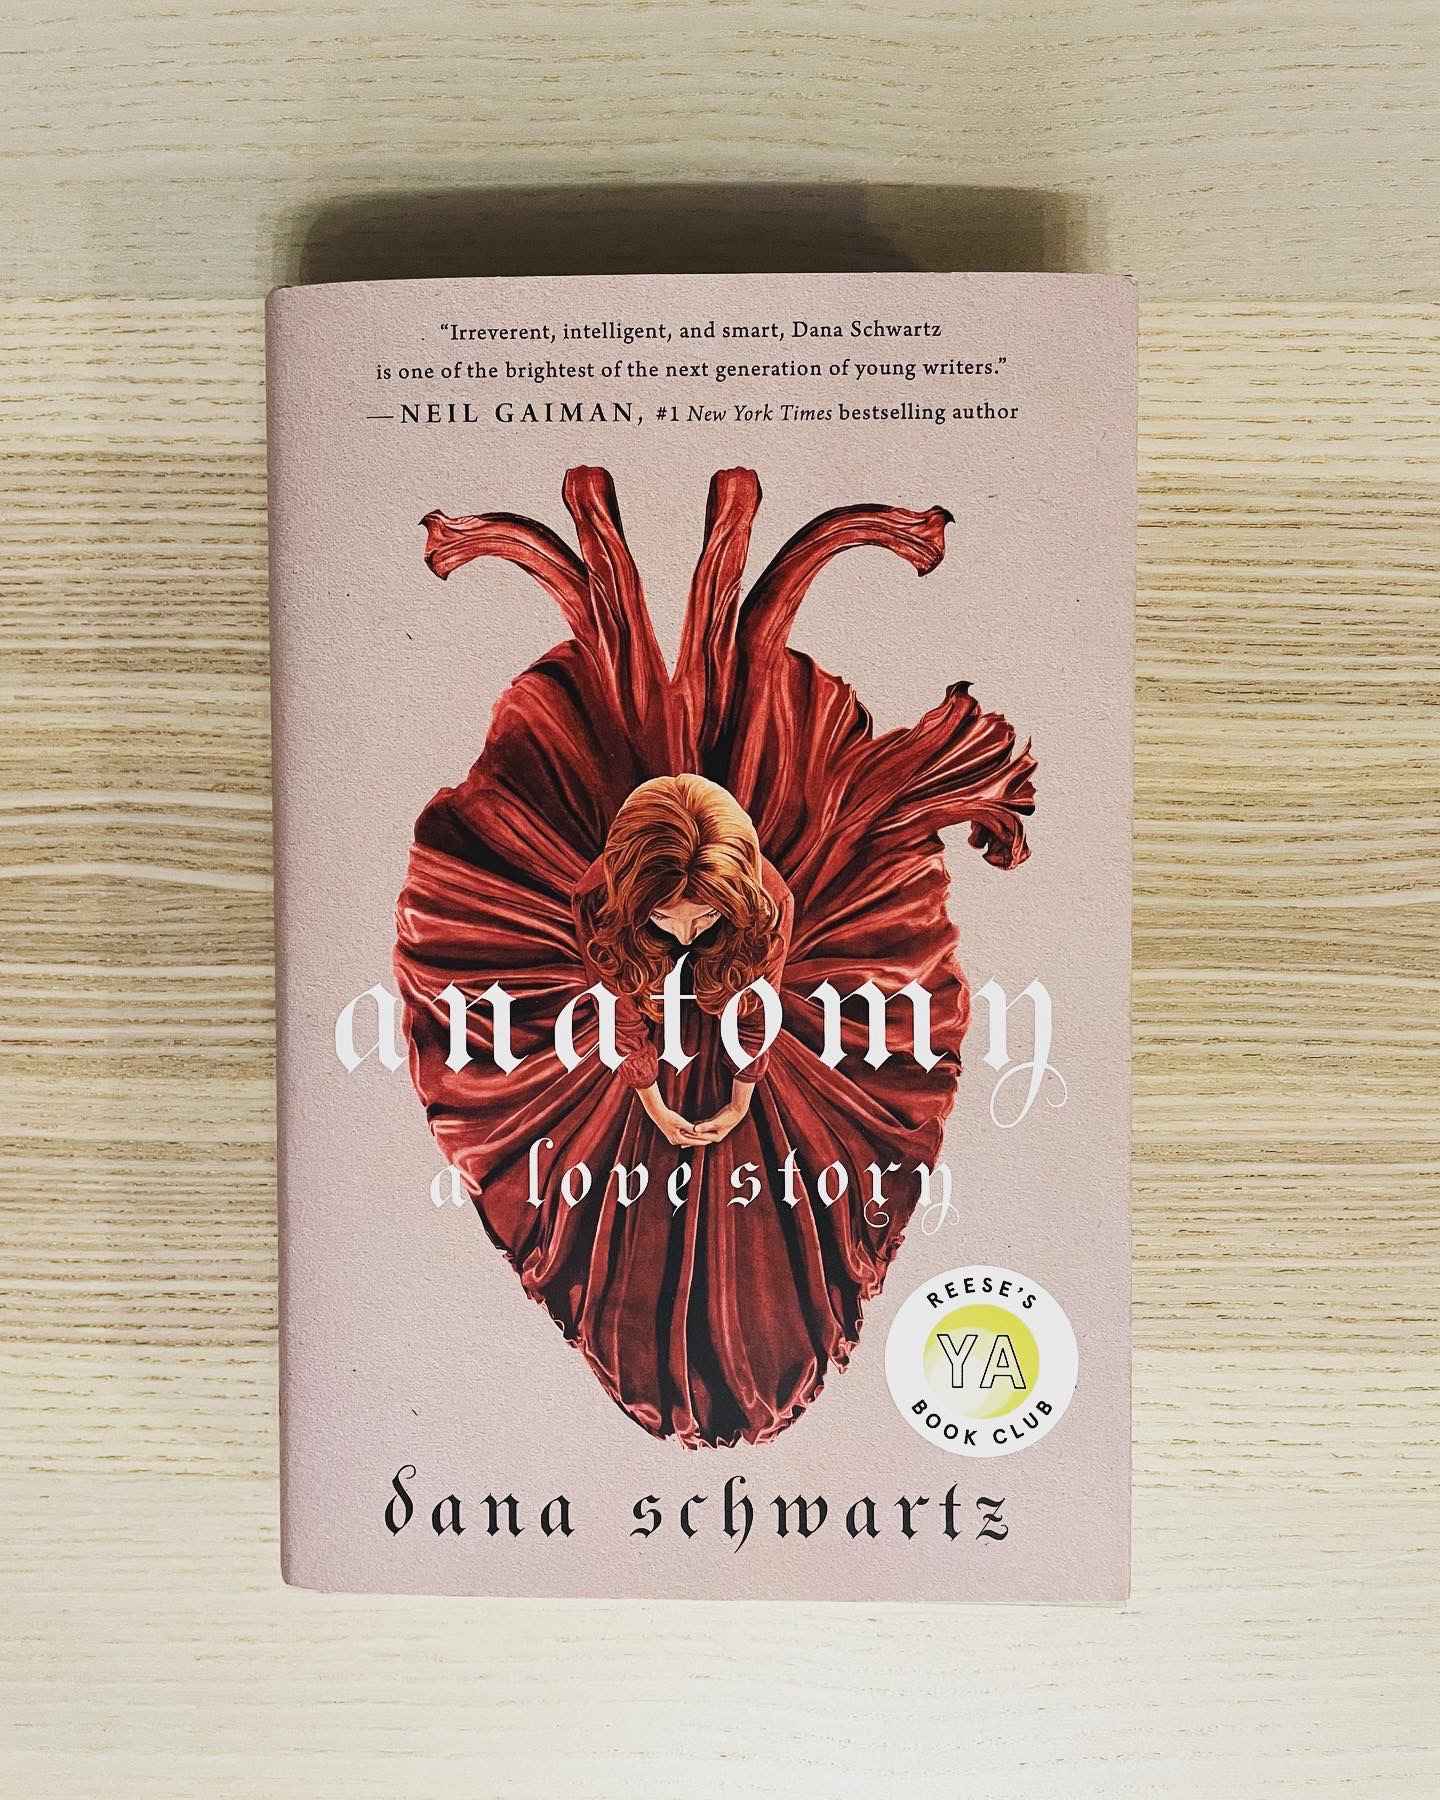 “Irreverent, intelligent, and smart, Dana Schwartz
is one of the brightest of the next generation of young writers.”
—NEIL GAIMAN, #1 New York Times bestselling author
anatomy
a love story
REESE’S
YA
BOOK CLUB
dana schwartz